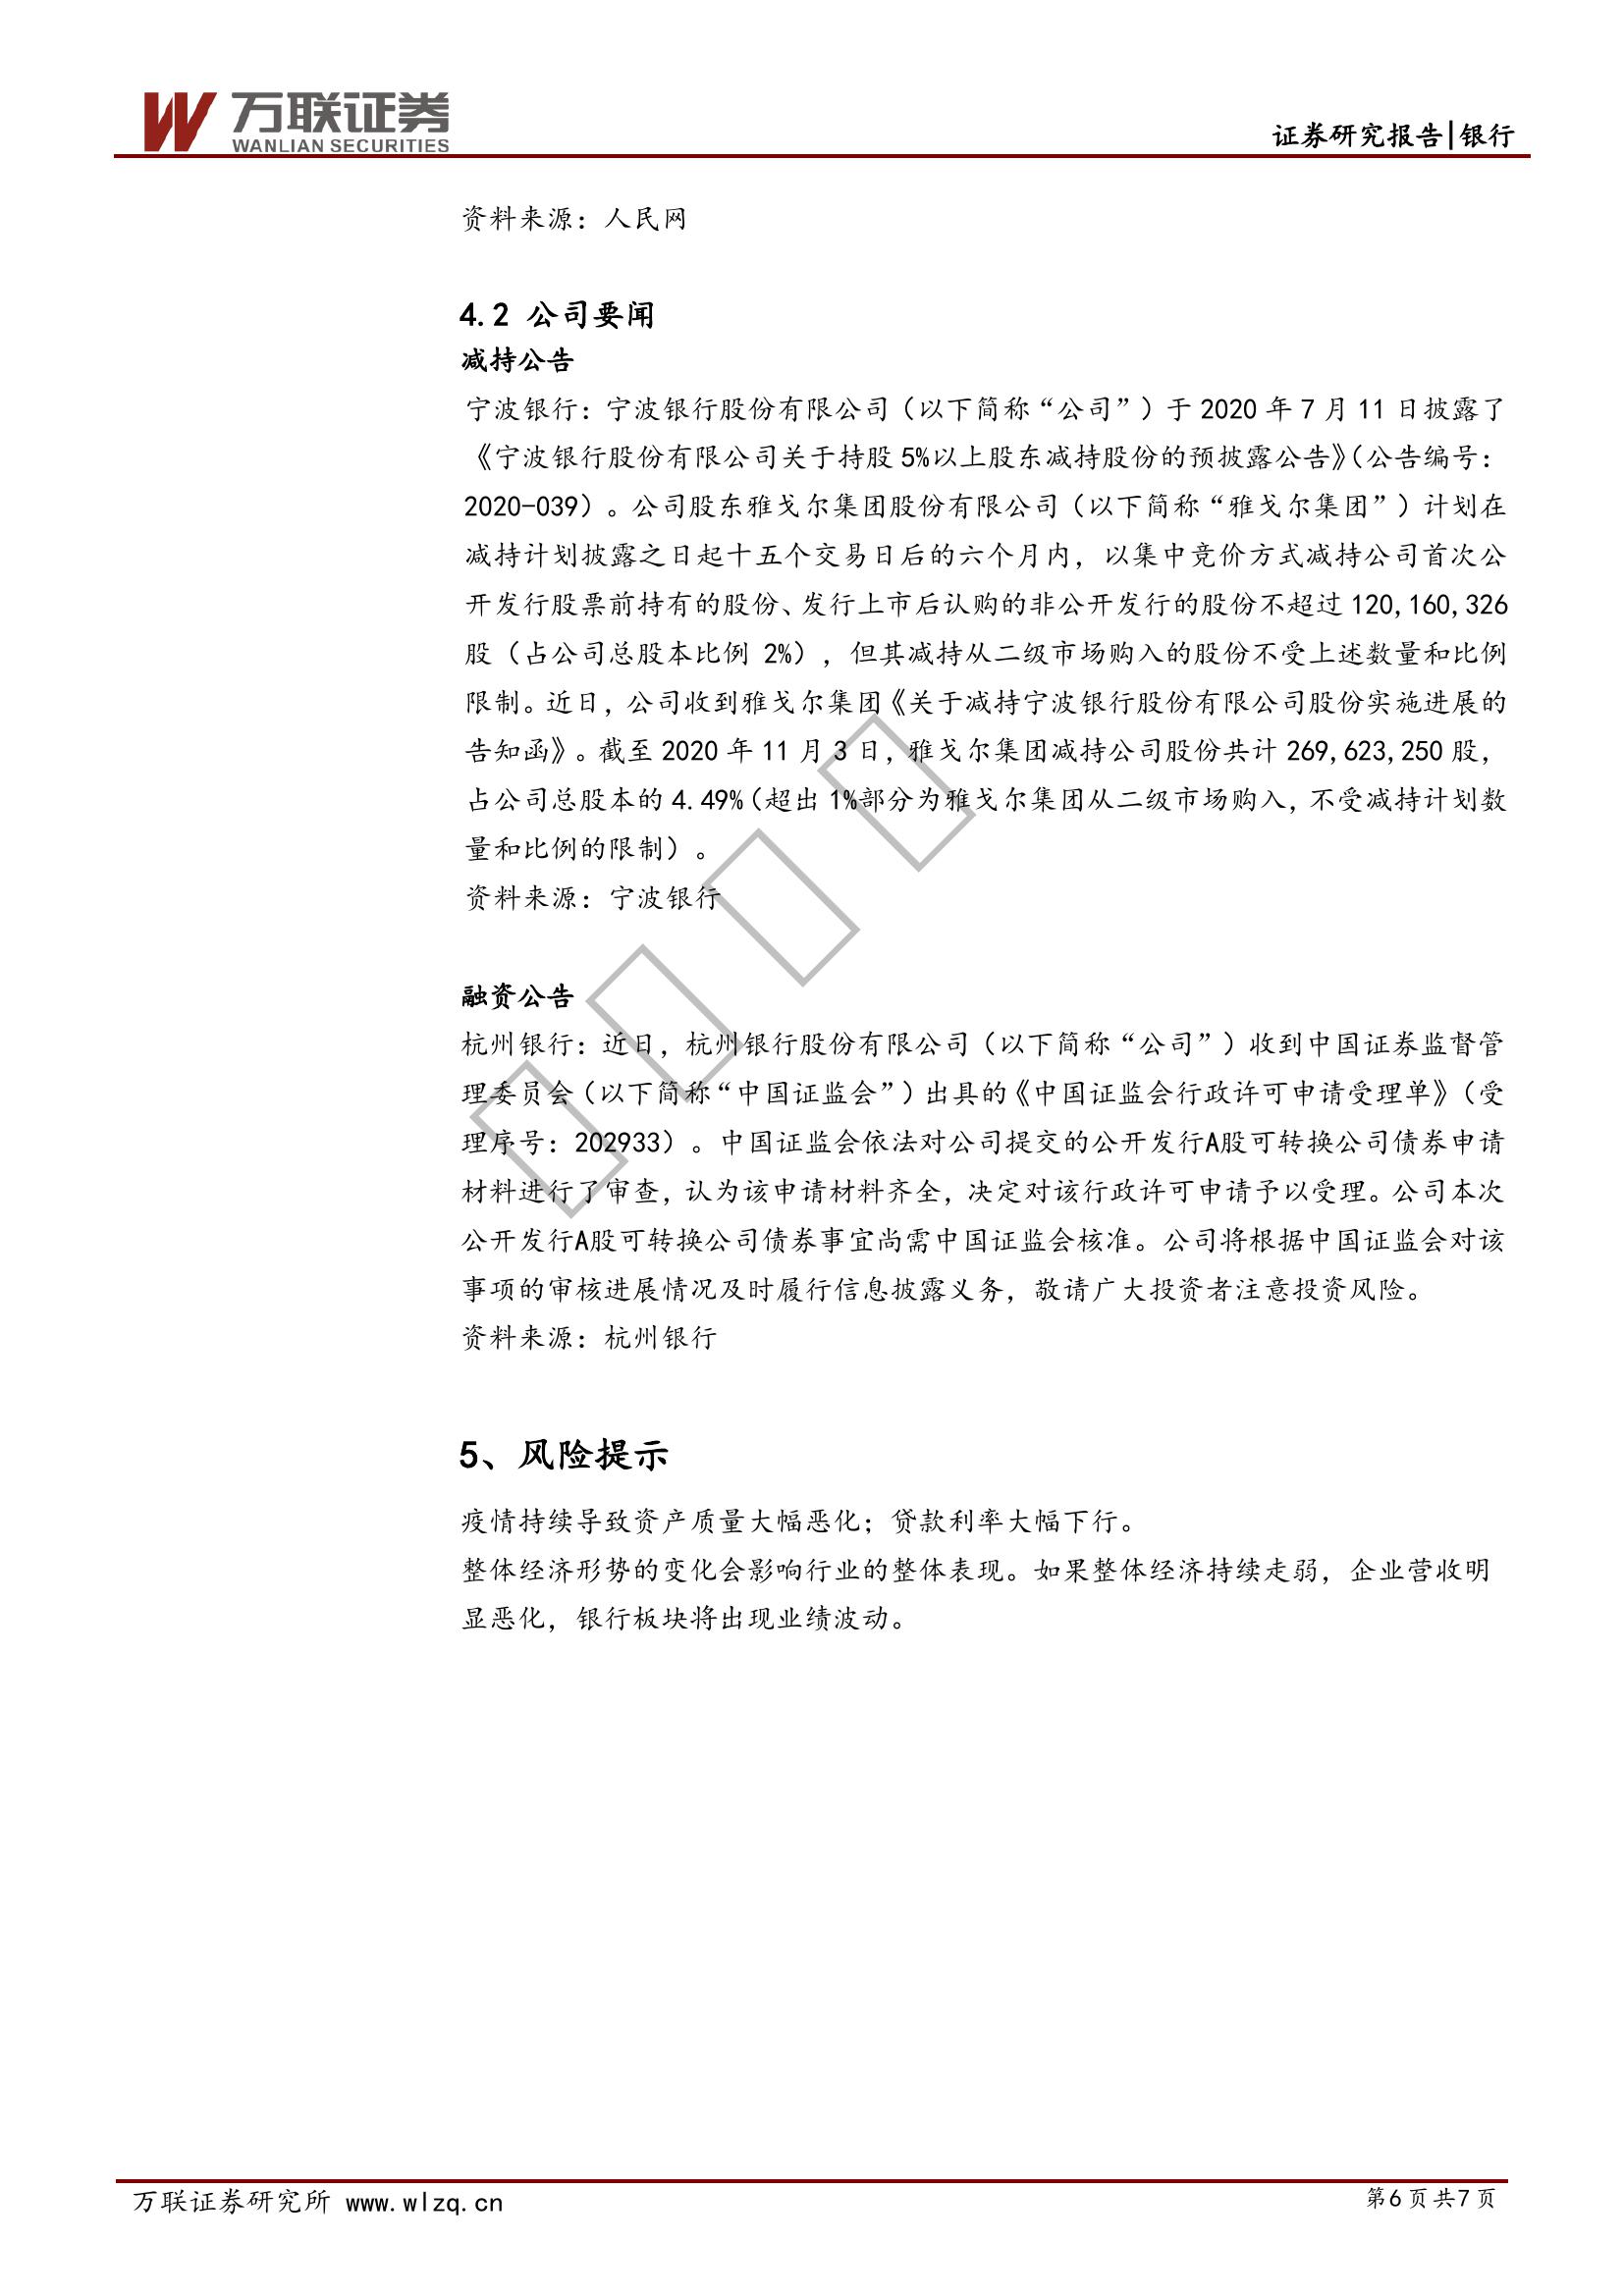 万联证券
WANLIAN SECURITIES
证券研究报告|银行
资料来源：人民网
4.2 公司要闻
减持公告
宁波银行：宁波银行股份有限公司（以下简称“公司”）于 2020 年 7 月 11 日披露了
《宁波银行股份有限公司关于持股 5%以上股东减持股份的预披露公告》（公告编号：
2020-039）。公司股东雅戈尔集团股份有限公司（以下简称“雅戈尔集团”）计划在
减持计划披露之日起十五个交易日后的六个月内，以集中竞价方式减持公司首次公
开发行股票前持有的股份、发行上市后认购的非公开发行的股份不超过 120,160,326
股（占公司总股本比例 2%），但其减持从二级市场购入的股份不受上述数量和比例
限制。近日，公司收到雅戈尔集团《关于减持宁波银行股份有限公司股份实施进展的
告知函》。截至 2020 年 11 月 3 日，雅戈尔集团减持公司股份共计 269,623,250 股，
占公司总股本的 4.49%（超出 1%部分为雅戈尔集团从二级市场购入，不受减持计划数
量和比例的限制）。
资料来源：宁波银行
融资公告
杭州银行：近日，杭州银行股份有限公司（以下简称“公司”）收到中国证券监督管
理委员会（以下简称“中国证监会”）出具的《中国证监会行政许可申请受理单》（受
理序号：202933）。中国证监会依法对公司提交的公开发行A股可转换公司债券申请
材料进行了审查，认为该申请材料齐全，决定对该行政许可申请予以受理。公司本次
公开发行A股可转换公司债券事宜尚需中国证监会核准。公司将根据中国证监会对该
事项的审核进展情况及时履行信息披露义务，敬请广大投资者注意投资风险。
资料来源：杭州银行
5、风险提示
疫情持续导致资产质量大幅恶化；贷款利率大幅下行。
整体经济形势的变化会影响行业的整体表现。如果整体经济持续走弱，企业营收明
显恶化，银行板块将出现业绩波动。
万联证券研究所 www.wlzq.cn
第 6 页 共 7 页